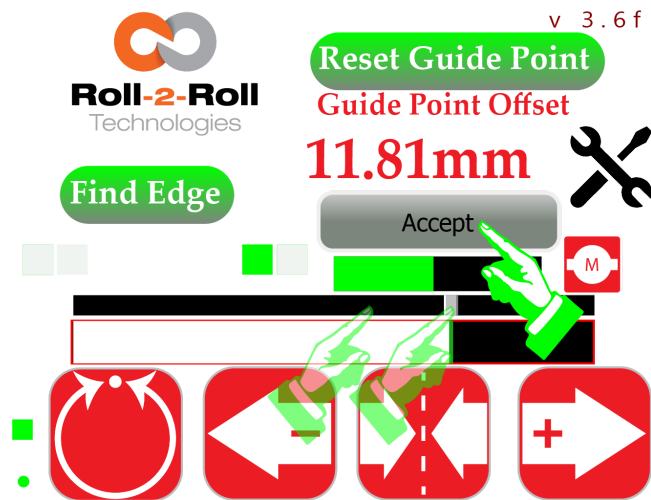 v 3.6f
Roll-2-Roll
Technologies
Reset Guide Point
Guide Point Offset
11.81mm
Find Edge
Accept
M
-
+